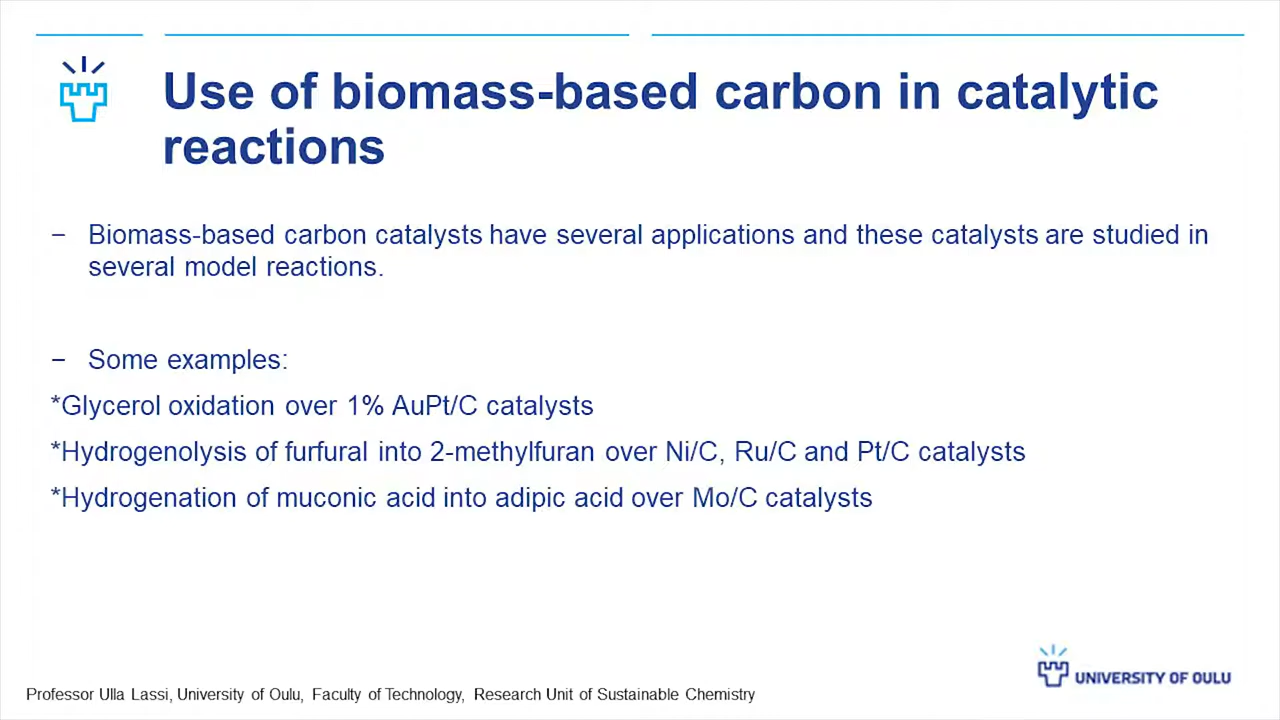 Use of biomass-based carbon in catalytic
reactions
− Biomass-based carbon catalysts have several applications and these catalysts are studied in
several model reactions.
− Some examples:
*Glycerol oxidation over 1% AuPt/C catalysts
*Hydrogenolysis of furfural into 2-methylfuran over Ni/C, Ru/C and Pt/C catalysts
*Hydrogenation of muconic acid into adipic acid over Mo/C catalysts
UNIVERSITY OF OULU
Professor Ulla Lassi, University of Oulu, Faculty of Technology, Research Unit of Sustainable Chemistry